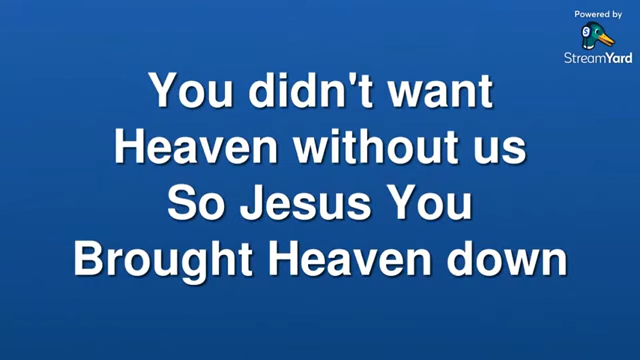 Powered by
StreamYard
You didn't want
Heaven without us
So Jesus You
Brought Heaven down